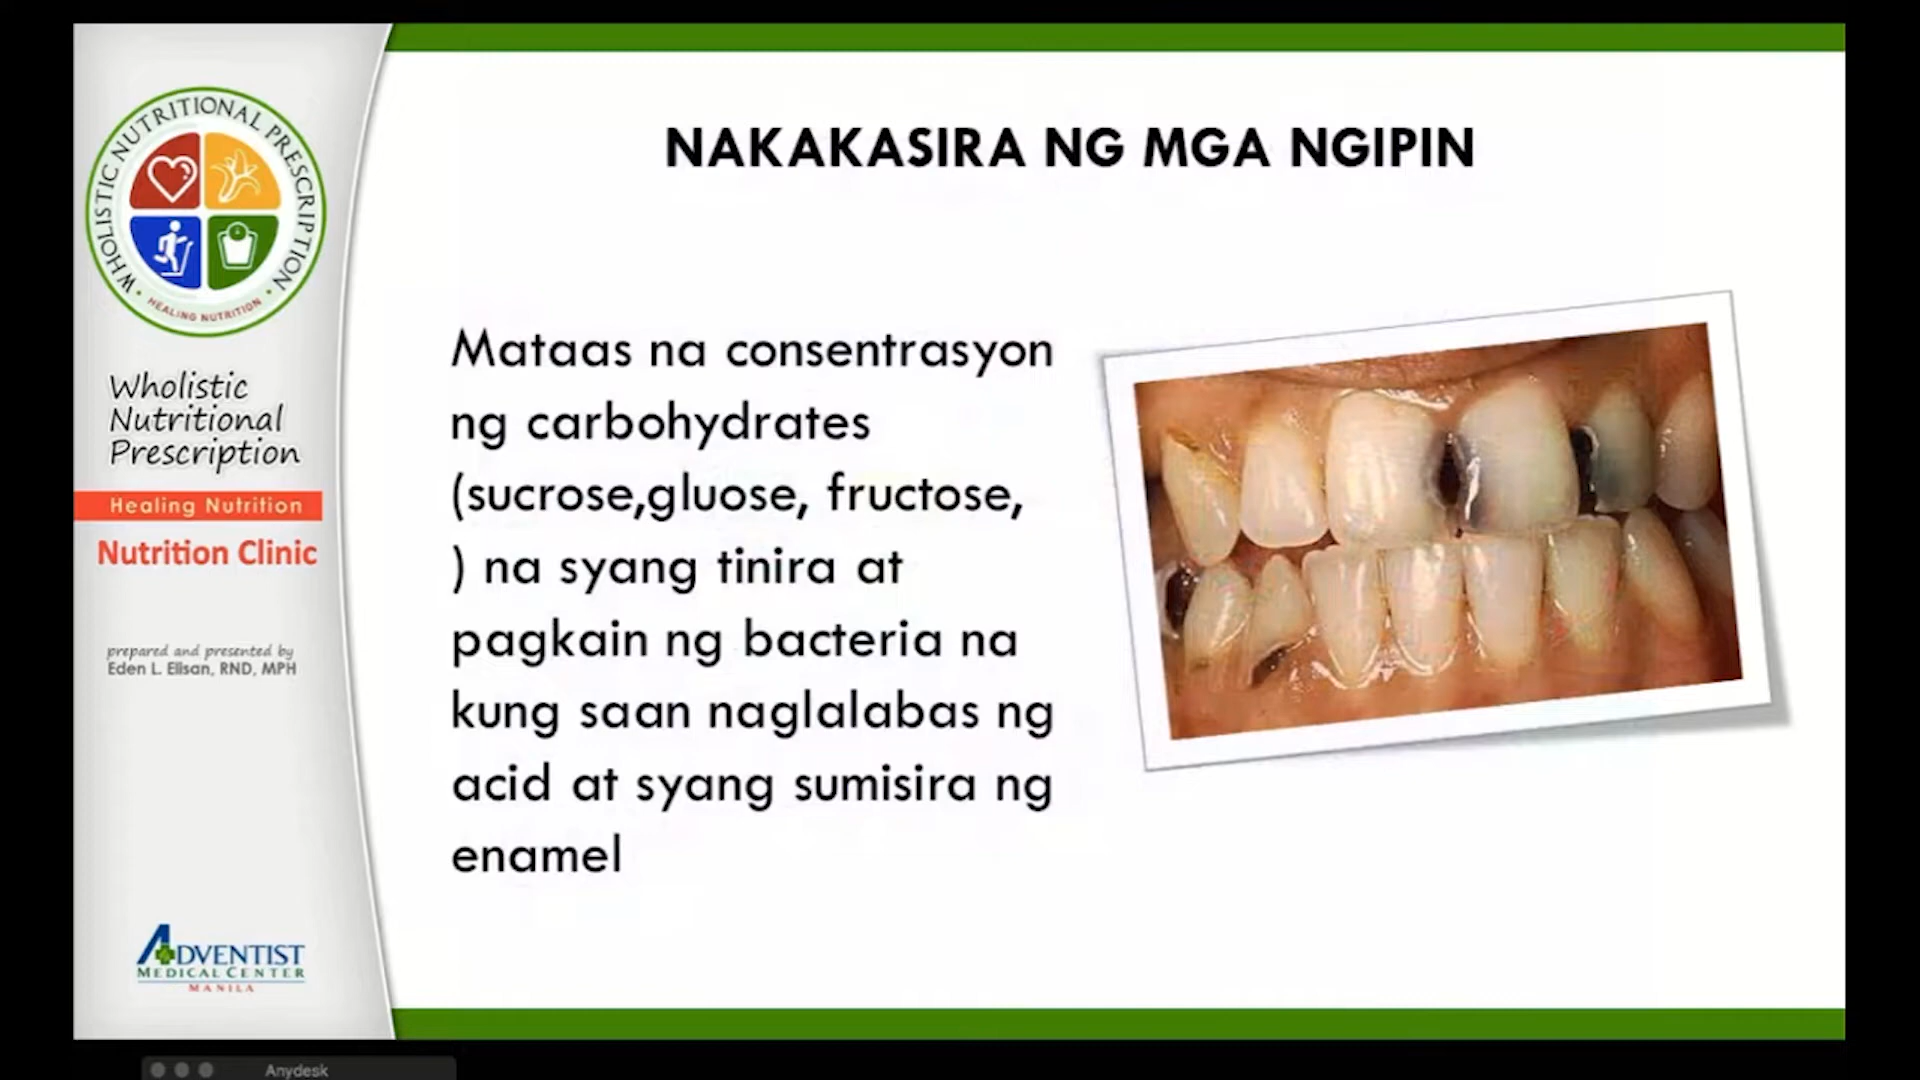 WHOLISTIC NUTRITIONAL PRESCRIPTION
• HEALING NUTRITION •
Wholistic
Nutritional
Prescription
Healing Nutrition
Nutrition Clinic
prepared and presented by
Eden L. Elisan, RND, MPH
ADVENTIST
MEDICAL CENTER
MANILA
NAKAKASIRA NG MGA NGIPIN
Mataas na consentrasyon
ng carbohydrates
(sucrose,gluose, fructose,
) na syang tinira at
pagkain ng bacteria na
kung saan naglalabas ng
acid at syang sumisira ng
enamel
Anydesk